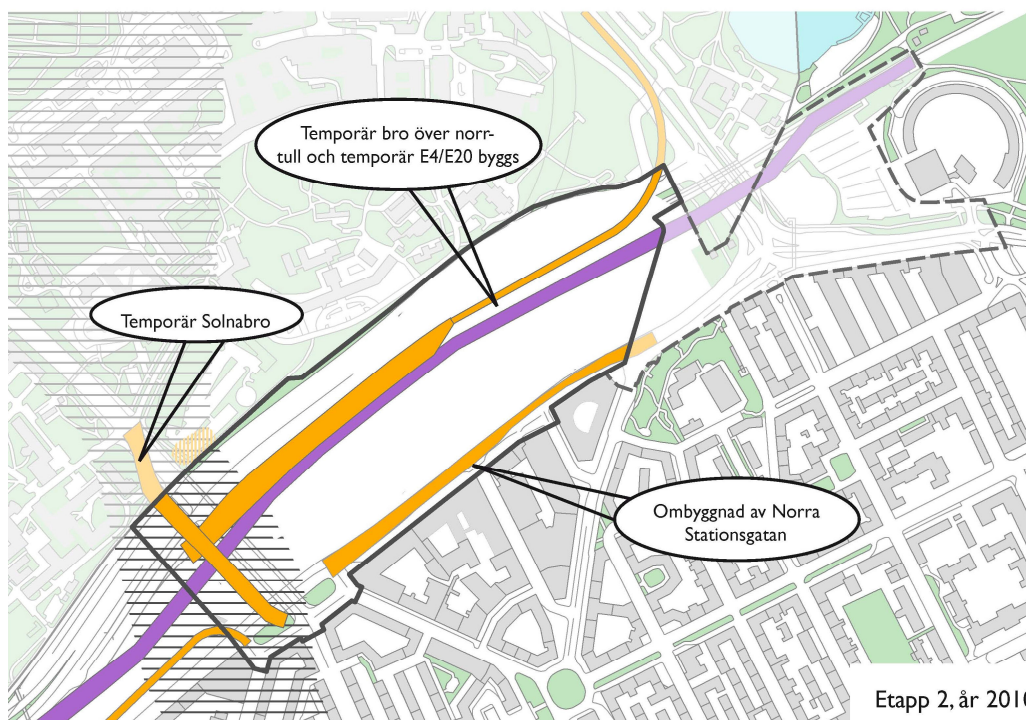 Temporär bro över norr-
tull och temporär E4/E20 byggs
Temporär Solnabro
Ombyggnad av Norra
Stationsgatan
Etapp 2, år 2010